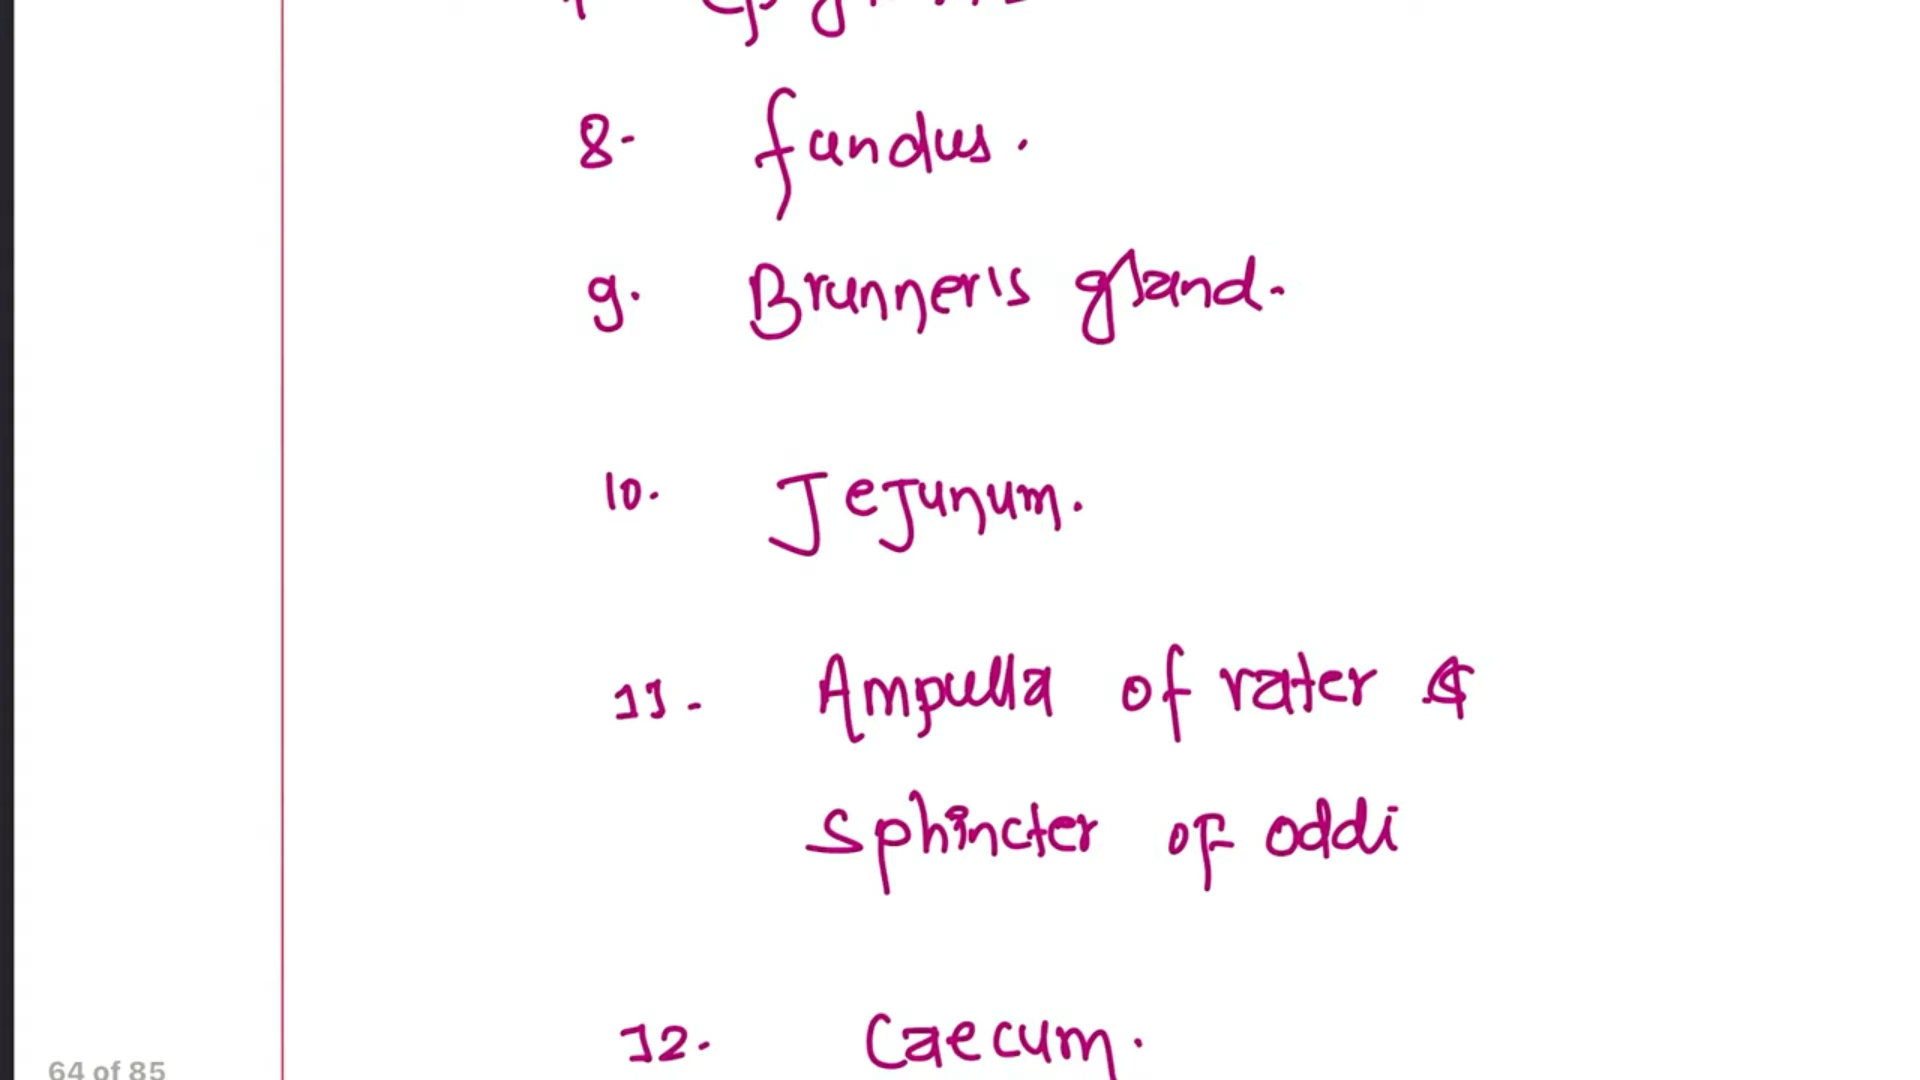 8. fundus.
9. Brunner's gland.
10. Jejunum.
11. Ampulla of vater &
sphincter of oddi
12. Caecum.
64 of 85